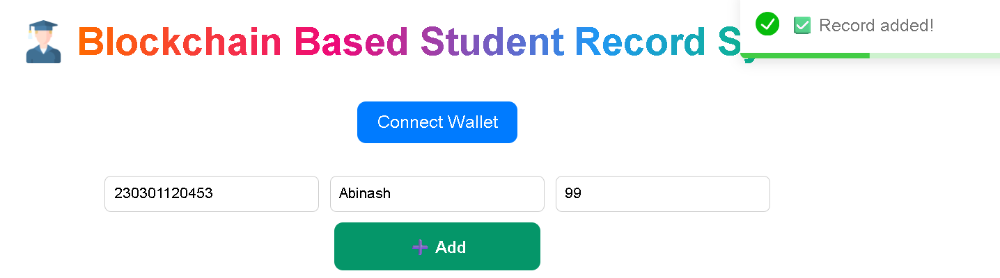 Blockchain Based Student Record
✅ Record added!
Connect Wallet
230301120453
Abinash
99
➕ Add